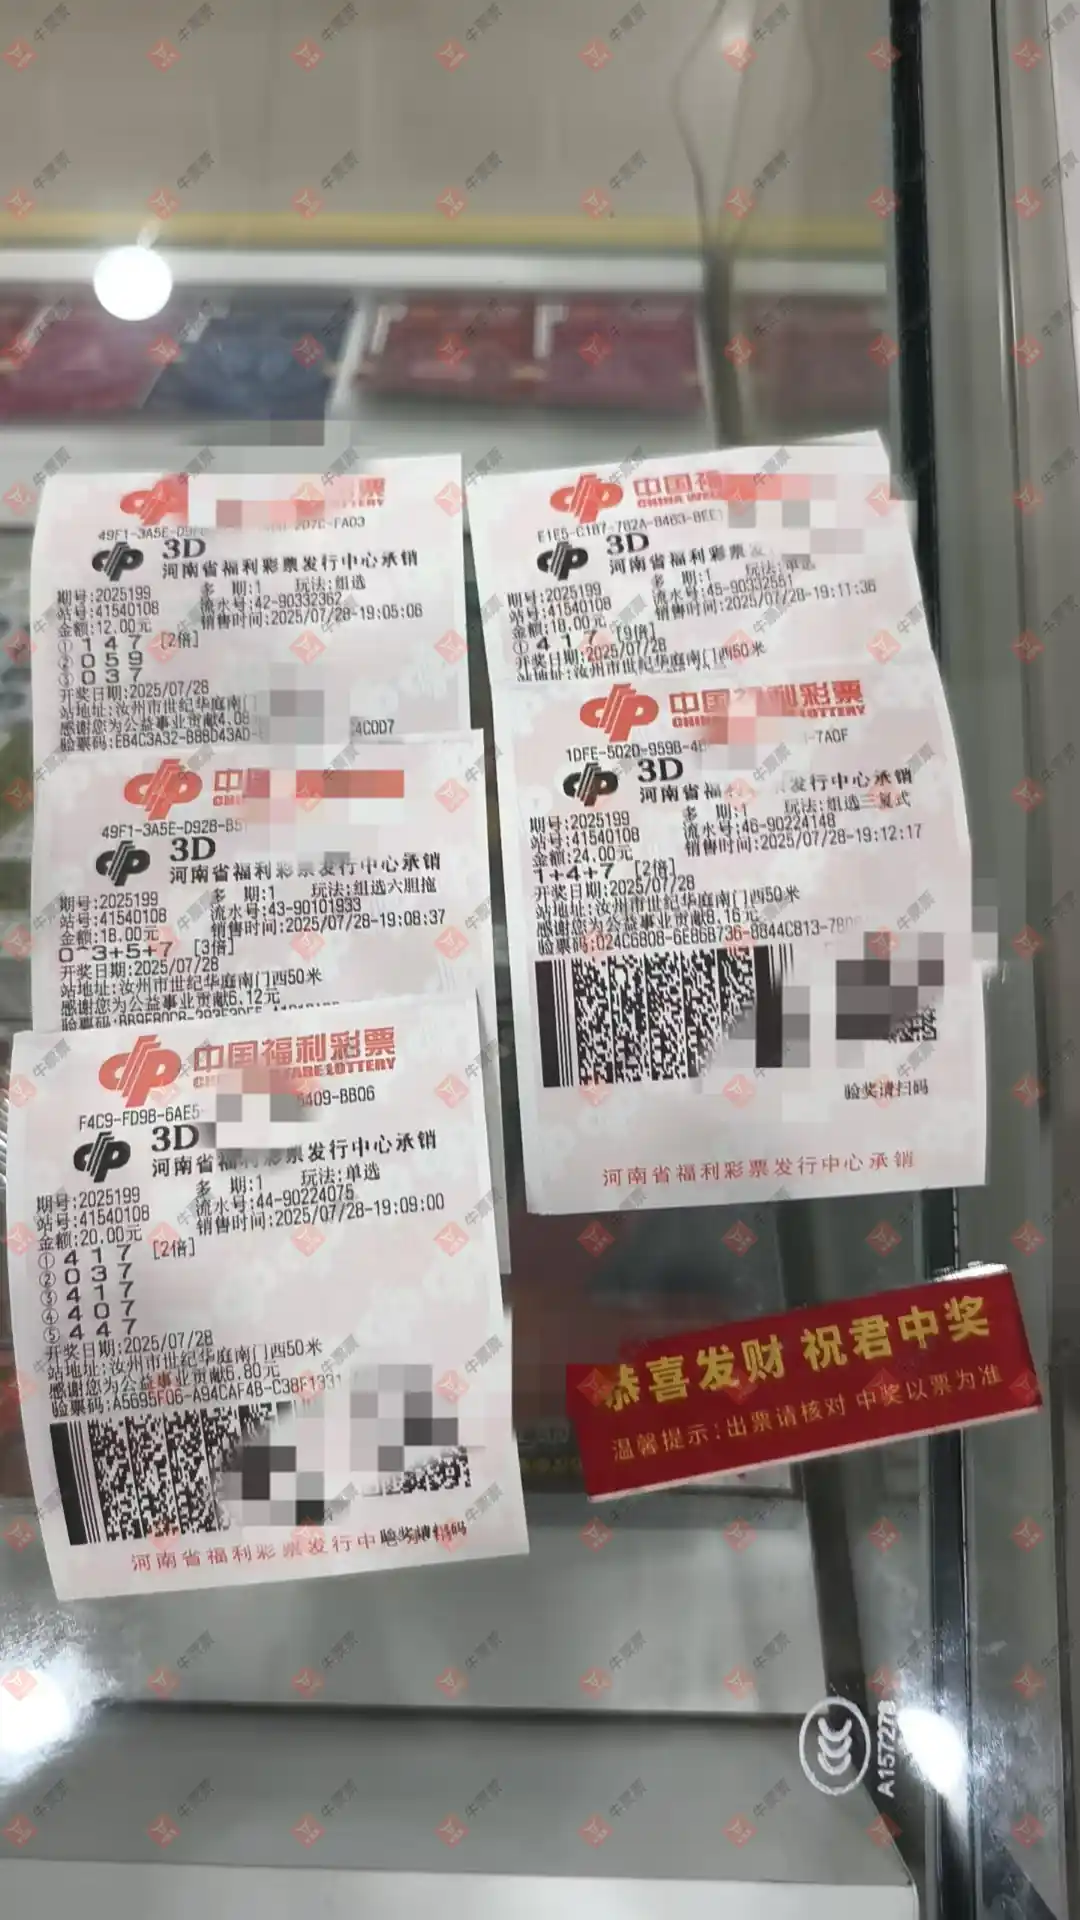 49F1-3A5E-D9
D7C-FA03
3D
河南省福利彩票发行中心承销
期号:2025199 多 期:1 玩法:组选
站号:41540108 流水号:42-90332362
金额:12.00元 销售时间:2025/07/28-19:05:06
① 1 4 7 [2倍]
② 0 5 9
③ 0 3 7
开奖日期:2025/07/28
站地址:汝州市世纪华庭南门
感谢您为公益事业贡献4.08
验票码:E84C3A32-B88D43AD- 4C0D7
中
49F1-3A5E-D92B-B5
3D
河南省福利彩票发行中心承销
期号:2025199 多 期:1 玩法:组选六胆拖
站号:41540108 流水号:43-90101933
金额:18.00元 销售时间:2025/07/28-19:08:37
0^3+5+7 [3倍]
开奖日期:2025/07/28
站地址:汝州市世纪华庭南门西50米
感谢您为公益事业贡献6.12元
中国福利彩票
F4C9-FD9B-6AE5- 5409-BB06
3D
河南省福利彩票发行中心承销
期号:2025199 多 期:1 玩法:单选
站号:41540108 流水号:44-90224075
金额:20.00元 销售时间:2025/07/28-19:09:00
① 4 1 7 [2倍]
② 0 3 7
③ 4 1 7
④ 4 0 7
⑤ 4 4 7
开奖日期:2025/07/28
站地址:汝州市世纪华庭南门西50米
感谢您为公益事业贡献6.80元
验票码:A5695F06-A94CAF4B-C38F1331
验奖请扫码
河南省福利彩票发行中心承销
中国福
CHINA WEL
E1E5-C1B7-782A-B463-BEE1
3D
河南省福利彩票发
期号:2025199 多 期:1 玩法:单选
站号:41540108 流水号:45-90332551
金额:18.00元 销售时间:2025/07/28-19:11:36
① 4 1 7 [9倍]
开奖日期:2025/07/28
站地址:汝州市世纪华庭南门西50米
中国福利彩票
1DFE-502D-959B-4 -7A0F
3D
河南省福 发行中心承销
期号:2025199 多 期:1 玩法:组选三复式
站号:41540108 流水号:46-90224148
金额:24.00元 销售时间:2025/07/28-19:12:17
1+4+7 [2倍]
开奖日期:2025/07/28
站地址:汝州市世纪华庭南门西50米
感谢您为公益事业贡献8.16元
验票码:024C6808-6E86B736-8844C813-78
验奖请扫码
河南省福利彩票发行中心承销
恭喜发财 祝君中奖
温馨提示:出票请核对 中奖以票为准
A157273
牛票票